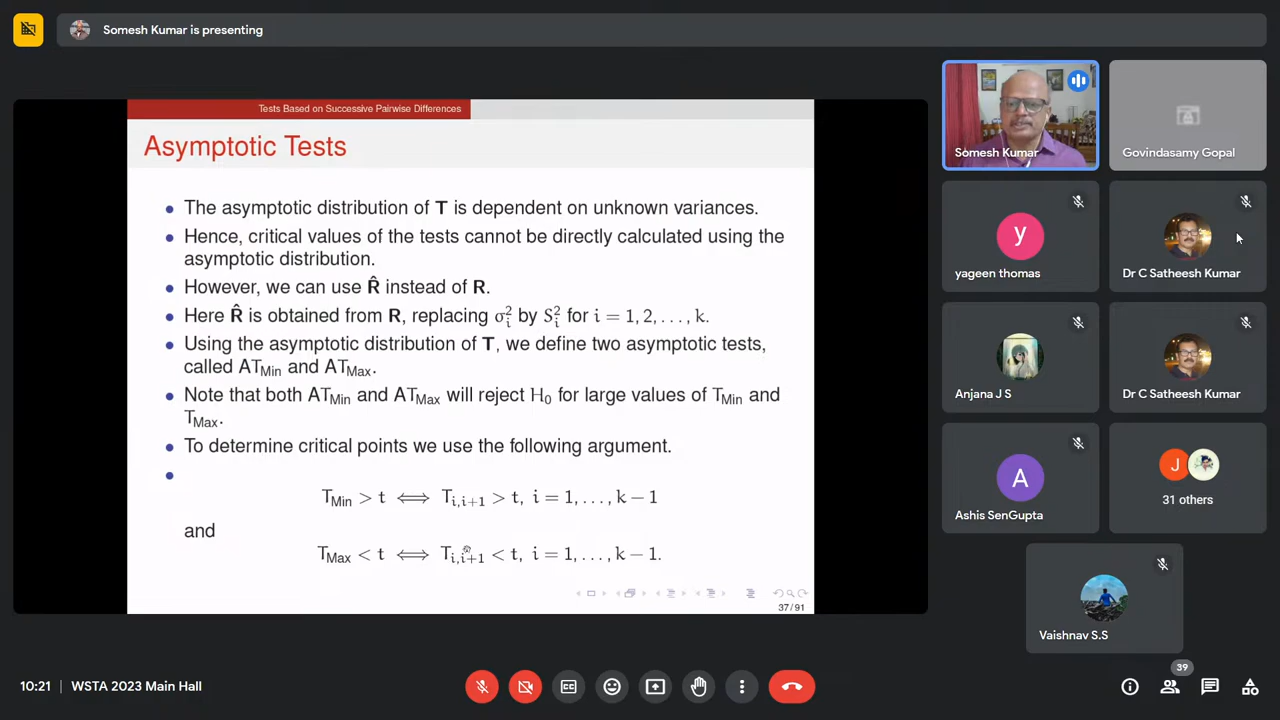 Somesh Kumar is presenting
Tests Based on Successive Pairwise Differences
Asymptotic Tests
• The asymptotic distribution of T is dependent on unknown variances.
• Hence, critical values of the tests cannot be directly calculated using the
asymptotic distribution.
• However, we can use R̂ instead of R.
• Here R̂ is obtained from R, replacing σ²ᵢ by S²ᵢ for i = 1, 2, . . . , k.
• Using the asymptotic distribution of T, we define two asymptotic tests,
called AT_Min and AT_Max.
• Note that both AT_Min and AT_Max will reject H₀ for large values of T_Min and
T_Max.
• To determine critical points we use the following argument.
•
T_Min > t ⟺ T_i,i+1 > t, i = 1, . . . , k − 1
and
T_Max < t ⟺ T_i,i+1 < t, i = 1, . . . , k − 1.
37 / 91
Somesh Kumar
Govindasamy Gopal
y
yageen thomas
Dr C Satheesh Kumar
Anjana J S
Dr C Satheesh Kumar
A
Ashis SenGupta
J
31 others
Vaishnav S.S
10:21 | WSTA 2023 Main Hall
39